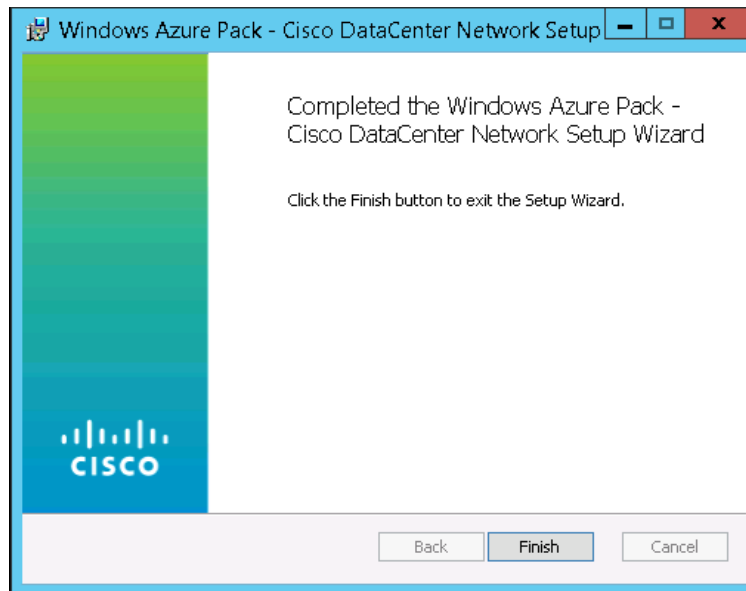 Windows Azure Pack - Cisco DataCenter Network Setup
Completed the Windows Azure Pack -
Cisco DataCenter Network Setup Wizard
Click the Finish button to exit the Setup Wizard.
CISCO
Back Finish Cancel